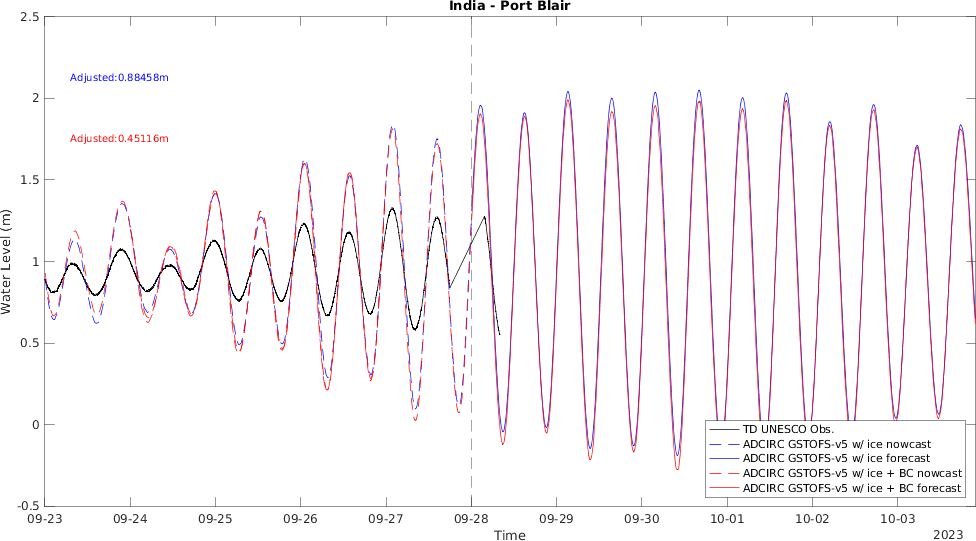 India - Port Blair
2.5
2
1.5
1
0.5
0
-0.5
Water Level (m)
Adjusted:0.88458m
Adjusted:0.45116m
TD UNESCO Obs.
ADCIRC GSTOFS-v5 w/ ice nowcast
ADCIRC GSTOFS-v5 w/ ice forecast
ADCIRC GSTOFS-v5 w/ ice + BC nowcast
ADCIRC GSTOFS-v5 w/ ice + BC forecast
09-23 09-24 09-25 09-26 09-27 09-28 09-29 09-30 10-01 10-02 10-03
Time
2023